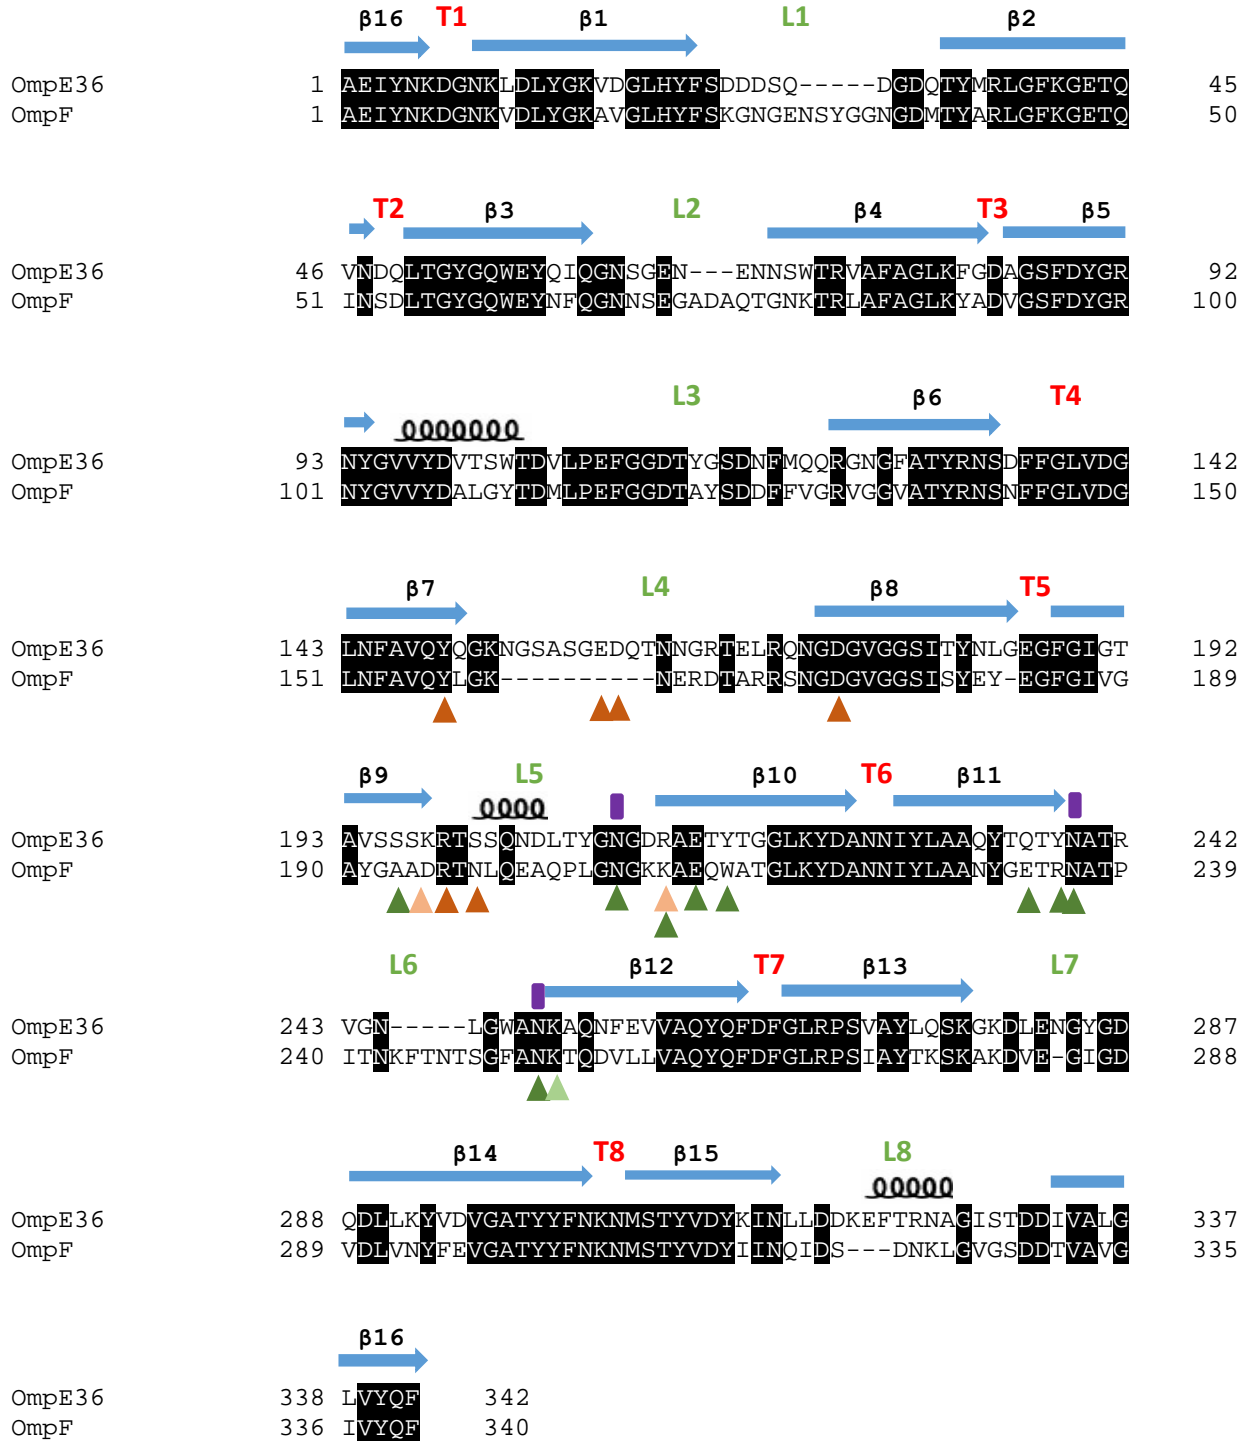 β16 T1 β1 L1 β2
OmpE36 1 AEIYNKDGNKLDLYGKVDGLHYFSDDDSQ-----DGDQTYMRLGFKGETQ 45
OmpF 1 AEIYNKDGNKVDLYGKAVGLHYFSKGNGENSYGGNGDMTYARLGFKGETQ 50
T2 β3 L2 β4 T3 β5
OmpE36 46 VNDQLTGYGQWEYQIQGNSGEN---ENNSWTRVAFAGLKFGDAGSFDYGR 92
OmpF 51 INSDLTGYGQWEYNFQGNNSEGADAQTGNKTRLAFAGLKYADVGSFDYGR 100
L3 β6 T4
OmpE36 93 NYGVVYDVTSWTDVLPEFGGDTYGSDNFMQQRGNGFATYRNSDFFGLVDG 142
OmpF 101 NYGVVYDALGYTDMLPEFGGDTAYSDDFFVGRVGGVATYRNSNFFGLVDG 150
β7 L4 β8 T5
OmpE36 143 LNFAVQYQGKNGSASGEDQTNNGRTELRQNGDGVGGSITYNLGEGFGIGT 192
OmpF 151 LNFAVQYLGK----------NERDTARRSNGDGVGGSISYEY-EGFGIVG 189
β9 L5 β10 T6 β11
OmpE36 193 AVSSSKRTSSQNDLTYGNGDRAETYTGGLKYDANNIYLAAQYTQTYNATR 242
OmpF 190 AYGAADRTNLQEAQPLGNGKKAEQWATGLKYDANNIYLAANYGETRNATP 239
L6 β12 T7 β13 L7
OmpE36 243 VGN-----LGWANKAQNFEVVAQYQFDFGLRPSVAYLQSKGKDLENGYGD 287
OmpF 240 ITNKFTNTSGFANKTQDVLLVAQYQFDFGLRPSIAYTKSKAKDVE-GIGD 288
β14 T8 β15 L8
OmpE36 288 QDLLKYVDVGATYYFNKNMSTYVDYKINLLDDKEFTRNAGISTDDIVALG 337
OmpF 289 VDLVNYFEVGATYYFNKNMSTYVDYIINQIDS---DNKLGVGSDDTVAVG 335
β16
OmpE36 338 LVYQF 342
OmpF 336 IVYQF 340